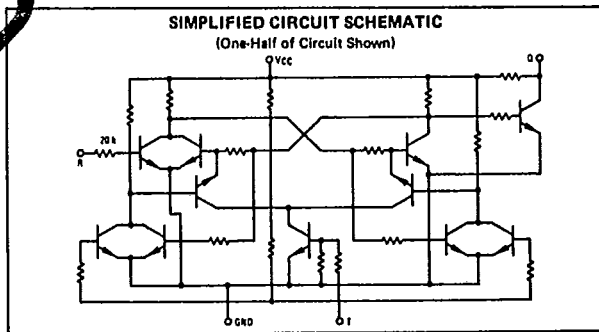 SIMPLIFIED CIRCUIT SCHEMATIC
(One-Half of Circuit Shown)
VCC
Q
20 k
R
GND
T